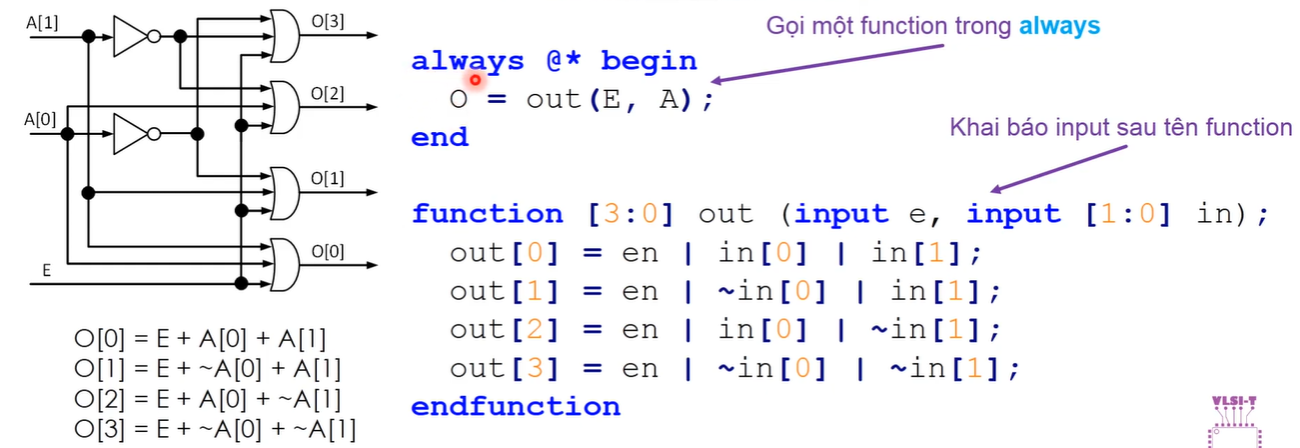 A[1]
O[3]
O[2]
A[0]
O[1]
O[0]
E
O[0] = E + A[0] + A[1]
O[1] = E + ~A[0] + A[1]
O[2] = E + A[0] + ~A[1]
O[3] = E + ~A[0] + ~A[1]
Gọi một function trong always
always @* begin
O = out(E, A);
end
Khai báo input sau tên function
function [3:0] out (input e, input [1:0] in);
out[0] = en | in[0] | in[1];
out[1] = en | ~in[0] | in[1];
out[2] = en | in[0] | ~in[1];
out[3] = en | ~in[0] | ~in[1];
endfunction
VLSI-T